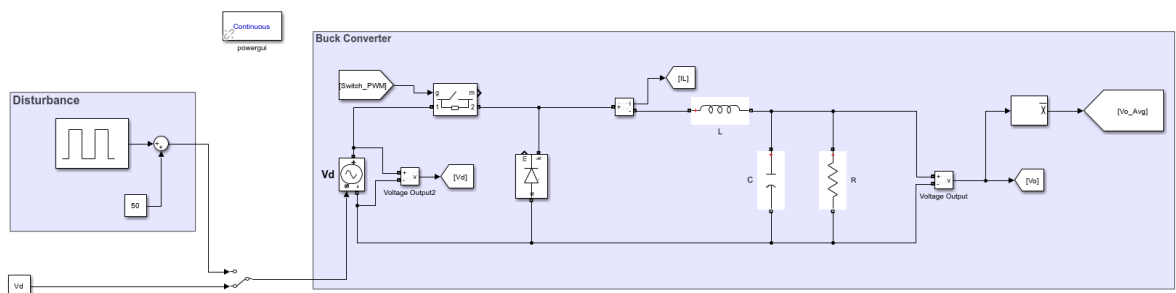 Continuous
powergui
Buck Converter
Disturbance
50
Vd
[Switch_PWM]
g
m
1
2
Vd
+
-
v
Voltage Output2
[Vd]
m
k
a
[IL]
i
+
-
L
C
R
+
-
v
Voltage Output
[Vo]
[Vo_Avg]